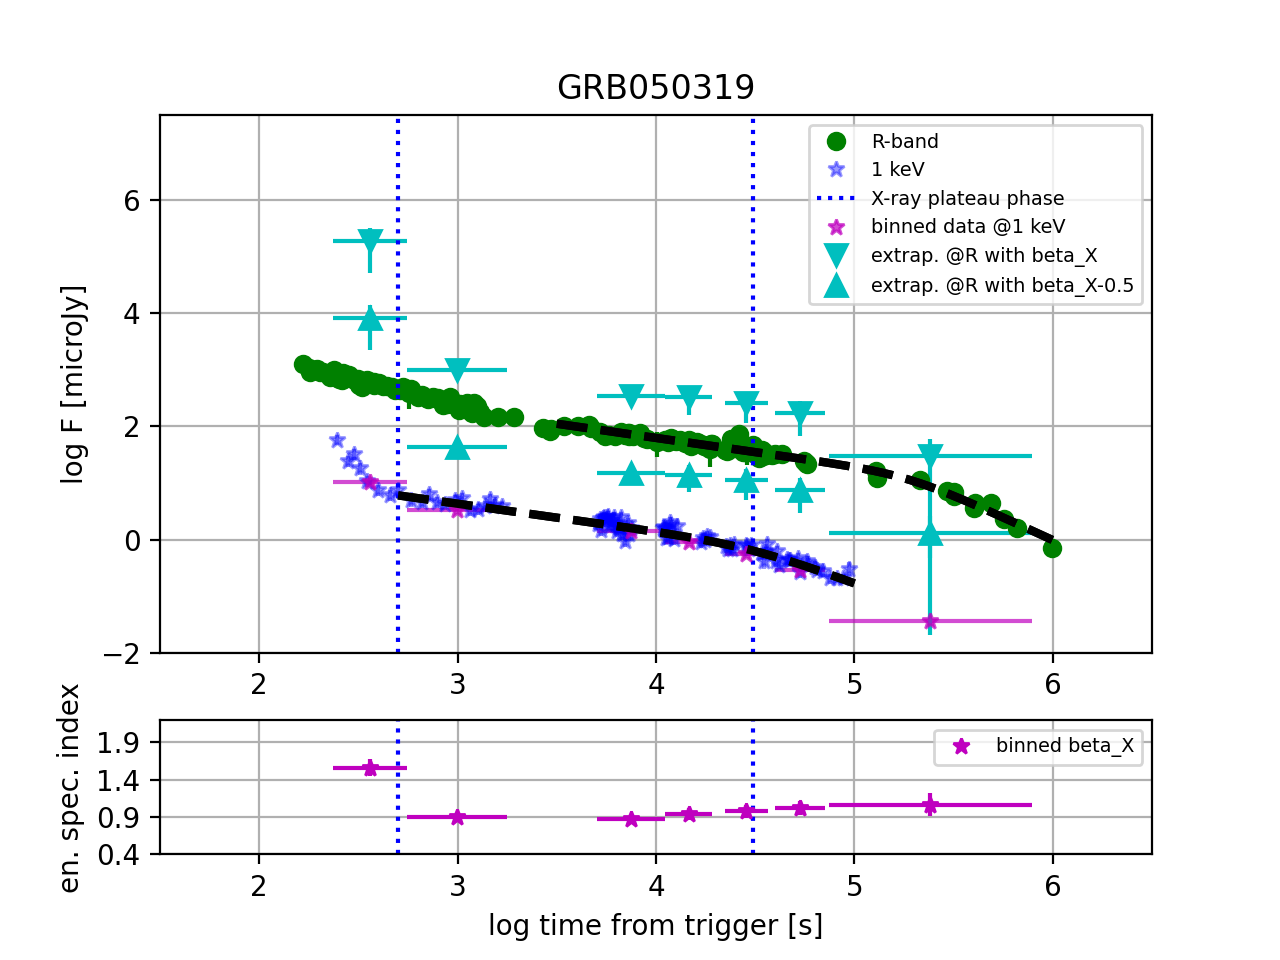 GRB050319
log F [microJy]
6
4
2
0
−2
R-band
1 keV
X-ray plateau phase
binned data @1 keV
extrap. @R with beta_X
extrap. @R with beta_X-0.5
2 3 4 5 6
en. spec. index
1.9
1.4
0.9
0.4
binned beta_X
2 3 4 5 6
log time from trigger [s]